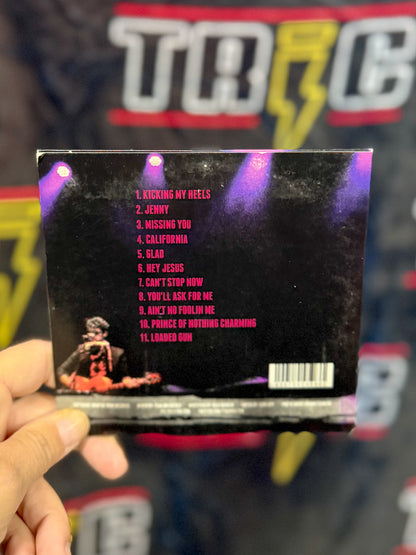 TRIC
1. KICKING MY HEELS
2. JENNY
3. MISSING YOU
4. CALIFORNIA
5. GLAD
6. HEY JESUS
7. CAN'T STOP NOW
8. YOU'LL ASK FOR ME
9. AIN'T NO FOOLIN ME
10. PRINCE OF NOTHING CHARMING
11. LOADED GUN